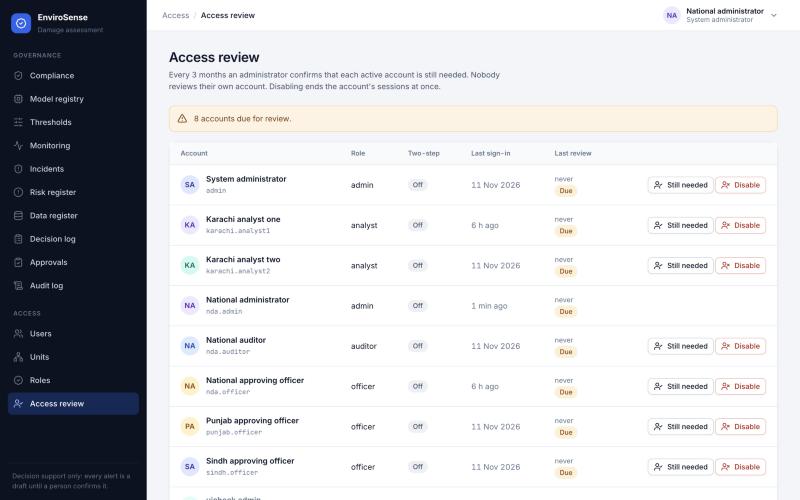 EnviroSense
Damage assessment
GOVERNANCE
Compliance
Model registry
Thresholds
Monitoring
Incidents
Risk register
Data register
Decision log
Approvals
Audit log
ACCESS
Users
Units
Roles
Access review
Decision support only: every alert is a
draft until a person confirms it.
Access / Access review
NA National administrator
System administrator
Access review
Every 3 months an administrator confirms that each active account is still needed. Nobody
reviews their own account. Disabling ends the account's sessions at once.
8 accounts due for review.
Account Role Two-step Last sign-in Last review
SA System administrator admin admin Off 11 Nov 2026 never Due Still needed Disable
KA Karachi analyst one karachi.analyst1 analyst Off 6 h ago never Due Still needed Disable
KA Karachi analyst two karachi.analyst2 analyst Off 11 Nov 2026 never Due Still needed Disable
NA National administrator nda.admin admin Off 1 min ago never Due
NA National auditor nda.auditor auditor Off 11 Nov 2026 never Due Still needed Disable
NA National approving officer nda.officer officer Off 6 h ago never Due Still needed Disable
PA Punjab approving officer punjab.officer officer Off 11 Nov 2026 never Due Still needed Disable
SA Sindh approving officer sindh.officer officer Off 11 Nov 2026 never Due Still needed Disable